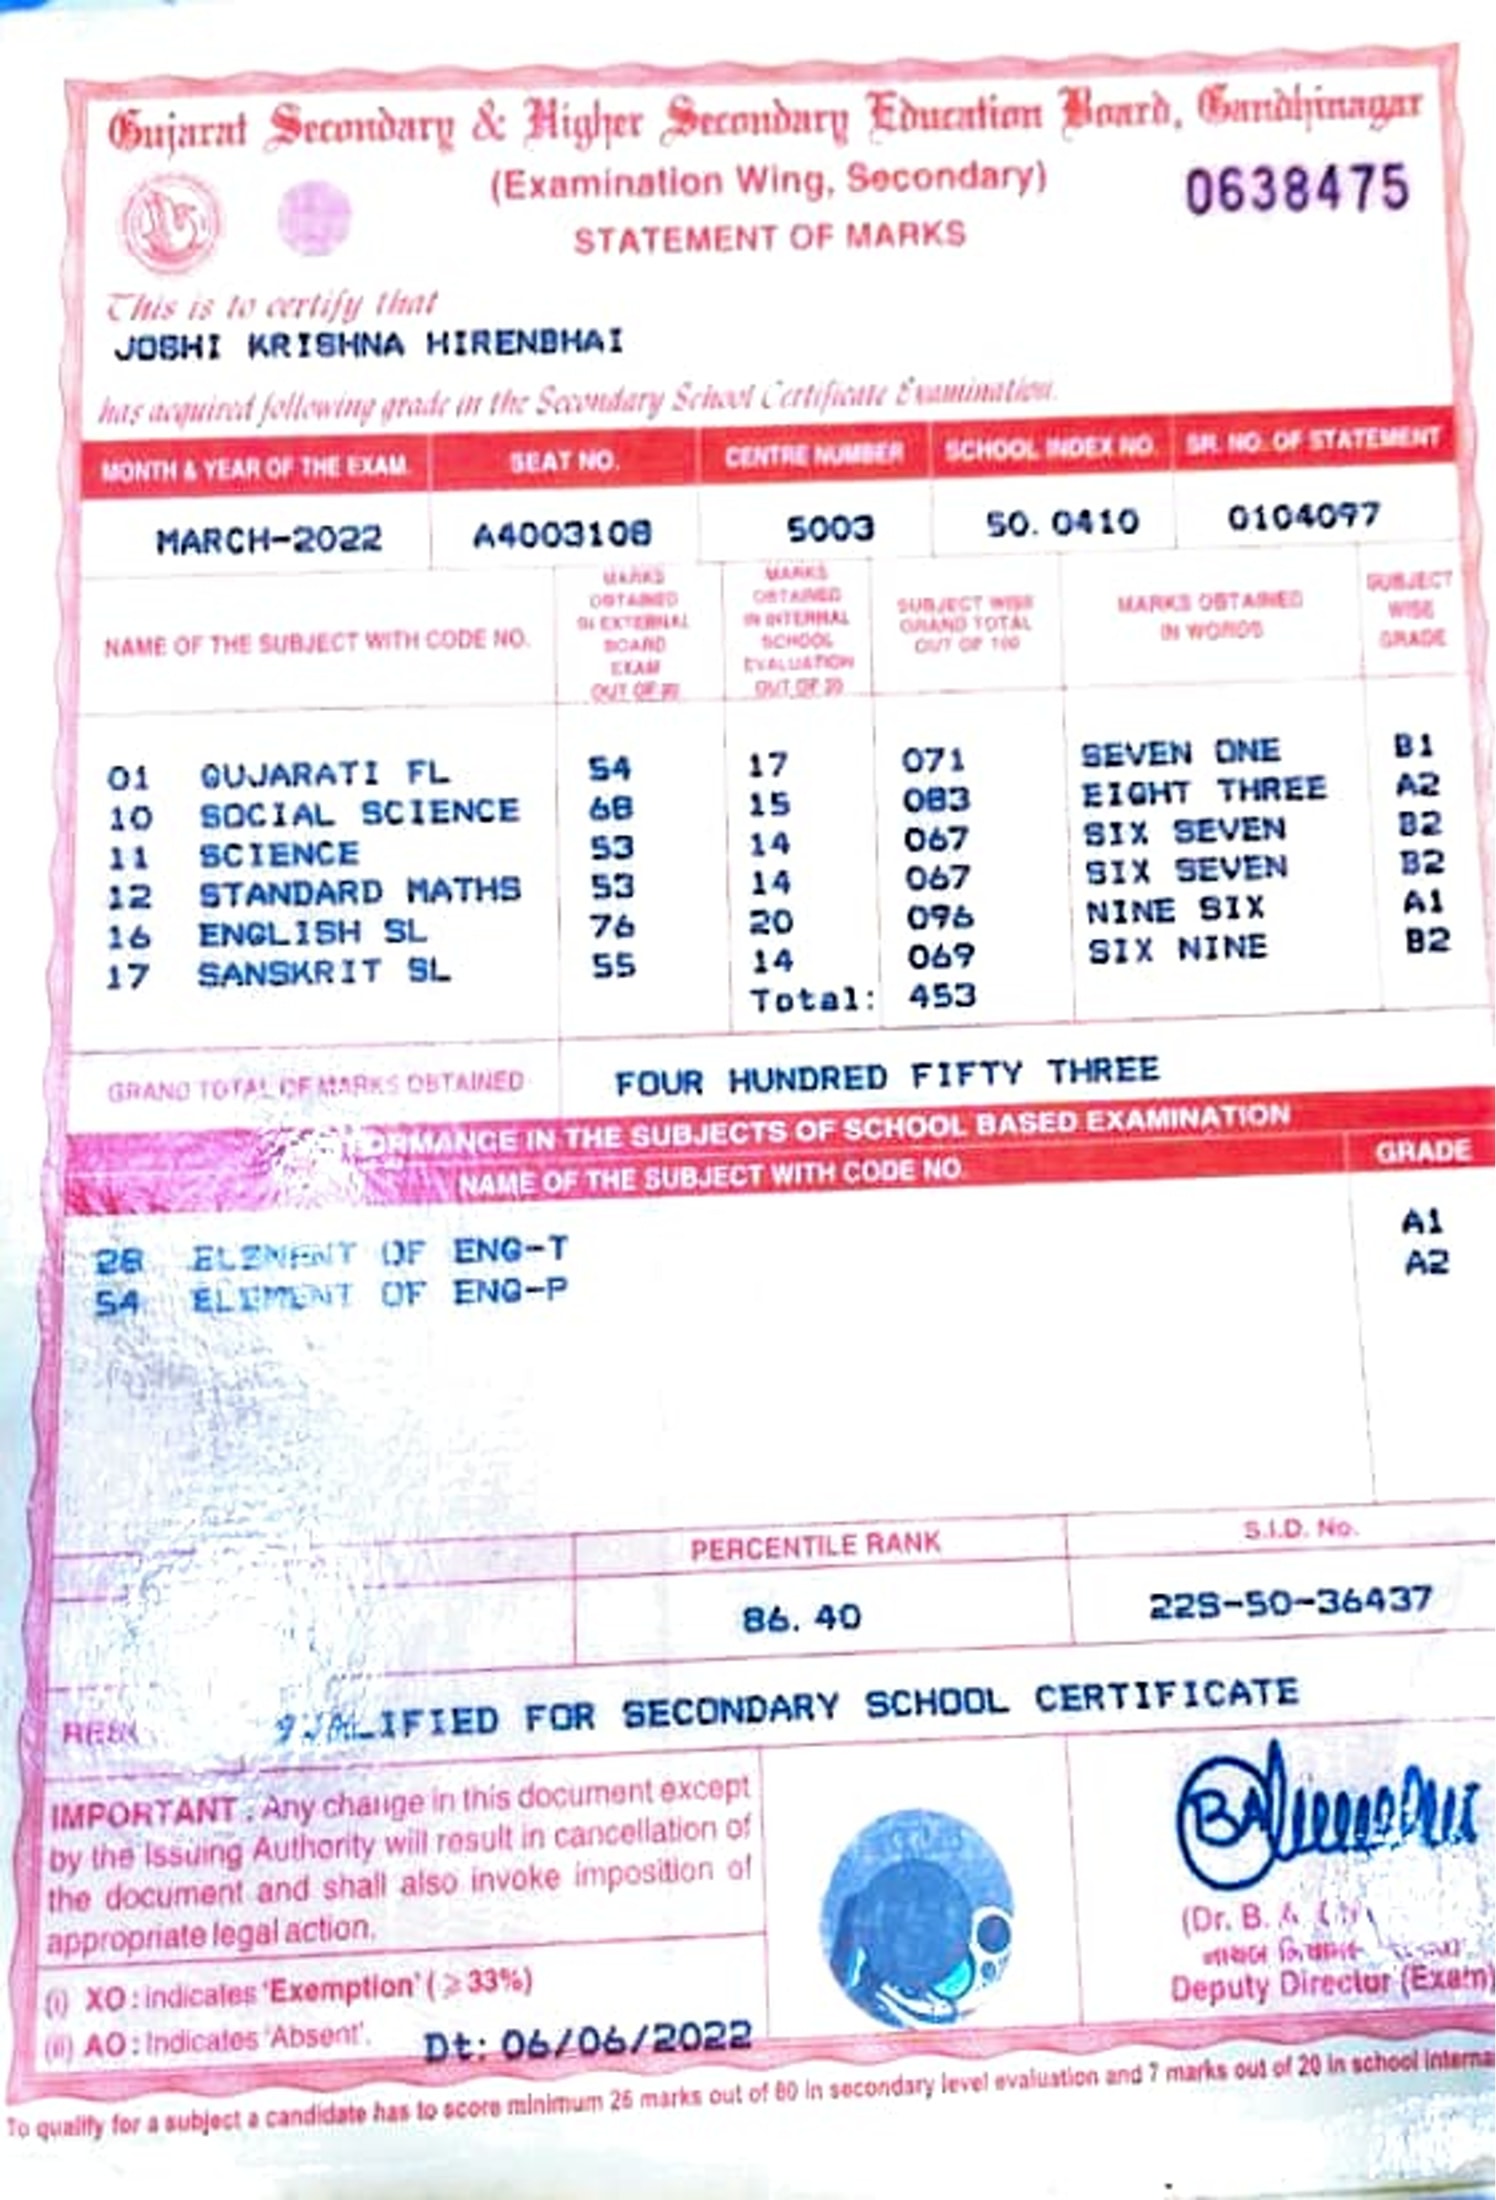 Gujarat Secondary & Higher Secondary Education Board, Gandhinagar
(Examination Wing, Secondary)
0638475
STATEMENT OF MARKS
This is to certify that
JOSHI KRISHNA HIRENBHAI
has acquired following grade in the Secondary School Certificate Examination.
MONTH & YEAR OF THE EXAM. SEAT NO. CENTRE NUMBER SCHOOL INDEX NO. SR. NO. OF STATEMENT
MARCH-2022 A4003108 5003 50.0410 0104097
NAME OF THE SUBJECT WITH CODE NO.
MARKS
OBTAINED
IN EXTERNAL
BOARD
EXAM
OUT OF 80
MARKS
OBTAINED
IN INTERNAL
SCHOOL
EVALUATION
OUT OF 20
SUBJECT WISE
GRAND TOTAL
OUT OF 100
MARKS OBTAINED
IN WORDS
SUBJECT
WISE
GRADE
01 GUJARATI FL 54 17 071 SEVEN ONE B1
10 SOCIAL SCIENCE 68 15 083 EIGHT THREE A2
11 SCIENCE 53 14 067 SIX SEVEN B2
12 STANDARD MATHS 53 14 067 SIX SEVEN B2
16 ENGLISH SL 76 20 096 NINE SIX A1
17 SANSKRIT SL 55 14 069 SIX NINE B2
Total: 453
GRAND TOTAL OF MARKS OBTAINED FOUR HUNDRED FIFTY THREE
IN THE SUBJECTS OF SCHOOL BASED EXAMINATION
NAME OF THE SUBJECT WITH CODE NO. GRADE
28 ELEMENT OF ENG-T A1
54 ELEMENT OF ENG-P A2
PERCENTILE RANK S.I.D. No.
86.40 22S-50-36437
QUALIFIED FOR SECONDARY SCHOOL CERTIFICATE
IMPORTANT : Any change in this document except
by the Issuing Authority will result in cancellation of
the document and shall also invoke imposition of
appropriate legal action.
(i) XO : indicates 'Exemption' ( ≥ 33%)
(ii) AO : Indicates 'Absent'.
Dt: 06/06/2022
(Dr. B.
Deputy Director (Exam)
To qualify for a subject a candidate has to score minimum 26 marks out of 80 in secondary level evaluation and 7 marks out of 20 in school